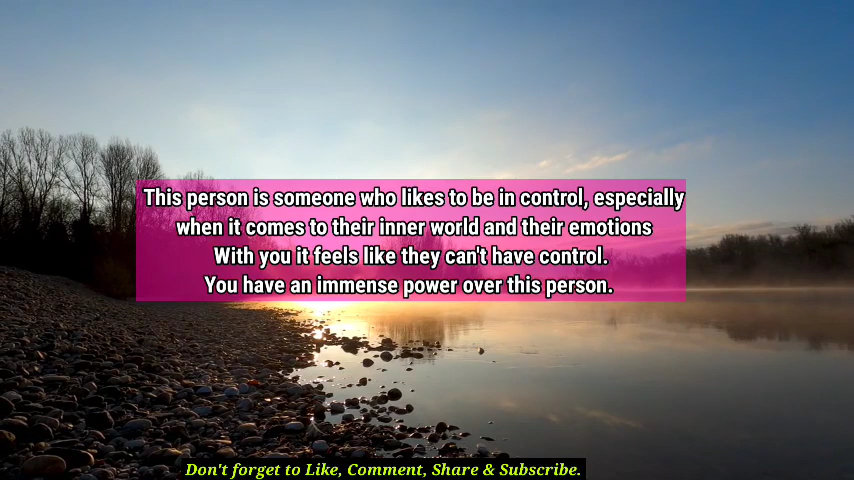 This person is someone who likes to be in control, especially
when it comes to their inner world and their emotions
With you it feels like they can't have control.
You have an immense power over this person.
Don't forget to Like, Comment, Share & Subscribe.